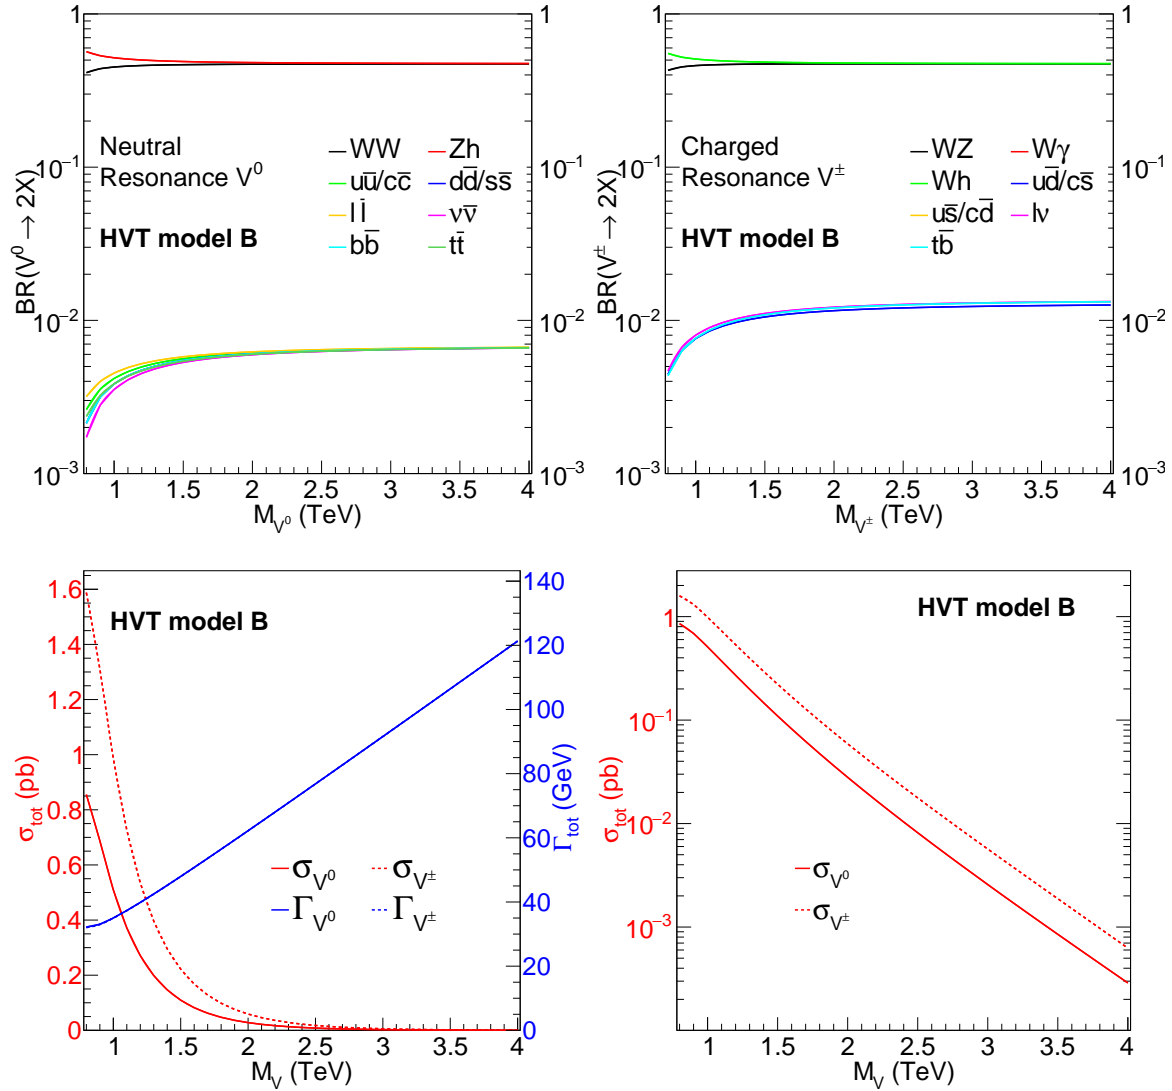 1
1
10⁻¹
10⁻¹
10⁻²
10⁻²
10⁻³
10⁻³
BR(V⁰ → 2X)
Neutral
Resonance V⁰
HVT model B
WW
Zh
uū/cc̄
dd̄/ss̄
l l̄
νν̄
bb̄
tt̄
1 1.5 2 2.5 3 3.5 4
M_V⁰ (TeV)
1
1
10⁻¹
10⁻¹
10⁻²
10⁻²
10⁻³
10⁻³
BR(V± → 2X)
Charged
Resonance V±
HVT model B
WZ
Wγ
Wh
ud̄/cs̄
us̄/cd̄
lν
tb̄
1 1.5 2 2.5 3 3.5 4
M_V± (TeV)
HVT model B
1.6
1.4
1.2
1
0.8
0.6
0.4
0.2
0
σ_tot (pb)
140
120
100
80
60
40
20
0
Γ_tot (GeV)
σ_V⁰
σ_V±
Γ_V⁰
Γ_V±
1 1.5 2 2.5 3 3.5 4
M_V (TeV)
HVT model B
1
10⁻¹
10⁻²
10⁻³
σ_tot (pb)
σ_V⁰
σ_V±
1 1.5 2 2.5 3 3.5 4
M_V (TeV)